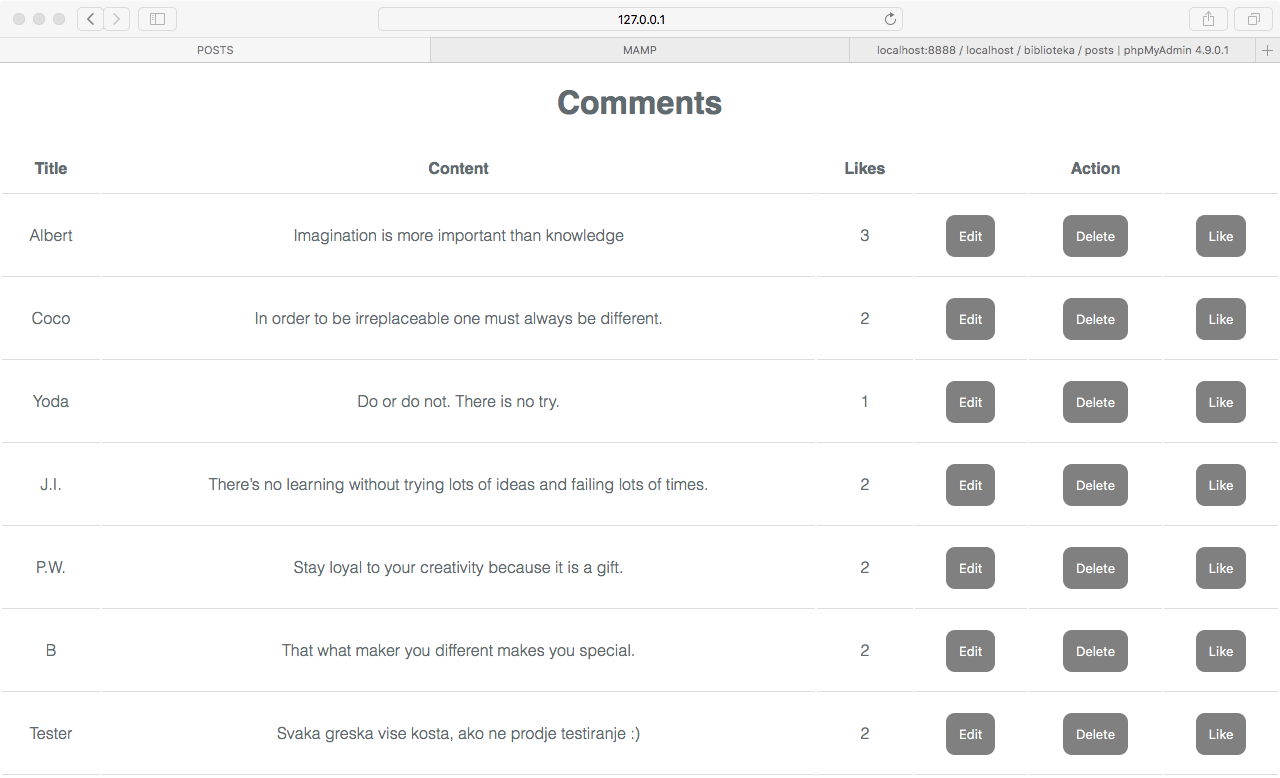 127.0.0.1
POSTS MAMP localhost:8888 / localhost / biblioteka / posts | phpMyAdmin 4.9.0.1
Comments
Title Content Likes Action
Albert Imagination is more important than knowledge 3 Edit Delete Like
Coco In order to be irreplaceable one must always be different. 2 Edit Delete Like
Yoda Do or do not. There is no try. 1 Edit Delete Like
J.I. There's no learning without trying lots of ideas and failing lots of times. 2 Edit Delete Like
P.W. Stay loyal to your creativity because it is a gift. 2 Edit Delete Like
B That what maker you different makes you special. 2 Edit Delete Like
Tester Svaka greska vise kosta, ako ne prodje testiranje :) 2 Edit Delete Like